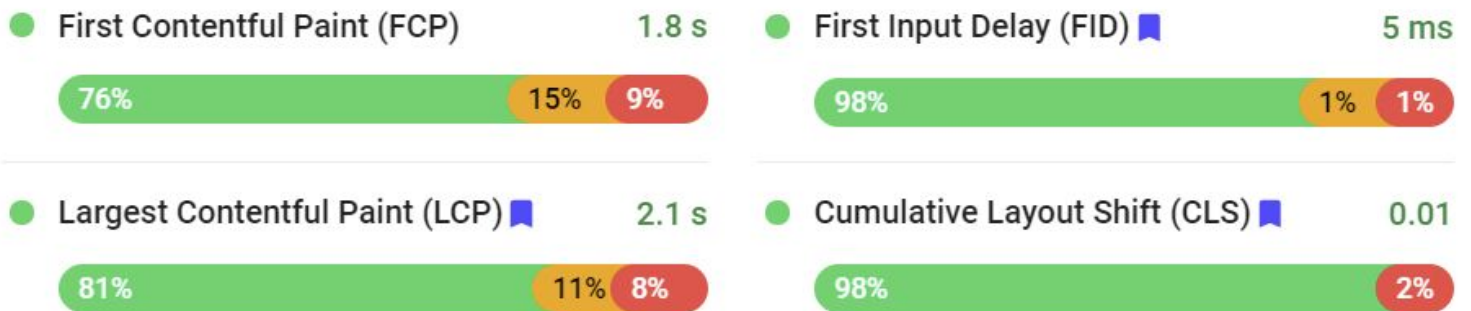 First Contentful Paint (FCP) 1.8 s
76% 15% 9%
First Input Delay (FID) 5 ms
98% 1% 1%
Largest Contentful Paint (LCP) 2.1 s
81% 11% 8%
Cumulative Layout Shift (CLS) 0.01
98% 2%